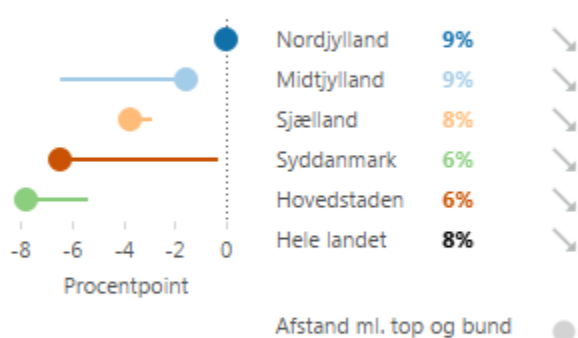 Nordjylland 9%
Midtjylland 9%
Sjælland 8%
Syddanmark 6%
Hovedstaden 6%
Hele landet 8%
-8 -6 -4 -2 0
Procentpoint
Afstand ml. top og bund